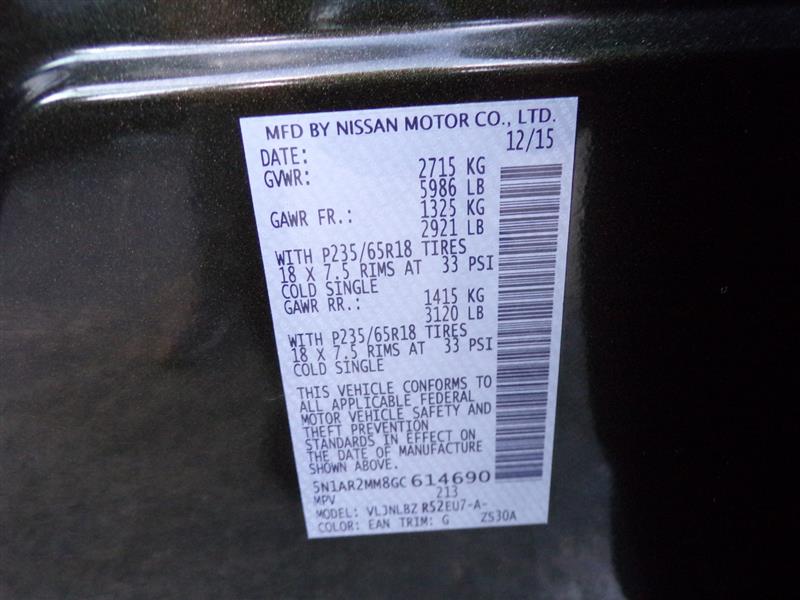 MFD BY NISSAN MOTOR CO., LTD.
DATE: 12/15
GVWR: 2715 KG
5986 LB
GAWR FR.: 1325 KG
2921 LB
WITH P235/65R18 TIRES
18 X 7.5 RIMS AT 33 PSI
COLD SINGLE
GAWR RR.: 1415 KG
3120 LB
WITH P235/65R18 TIRES
18 X 7.5 RIMS AT 33 PSI
COLD SINGLE
THIS VEHICLE CONFORMS TO
ALL APPLICABLE FEDERAL
MOTOR VEHICLE SAFETY AND
THEFT PREVENTION
STANDARDS IN EFFECT ON
THE DATE OF MANUFACTURE
SHOWN ABOVE.
5N1AR2MM8GC614690
MPV 213
MODEL: VLJNLBZ R52EU7-A-
COLOR: EAN TRIM: G ZS30A